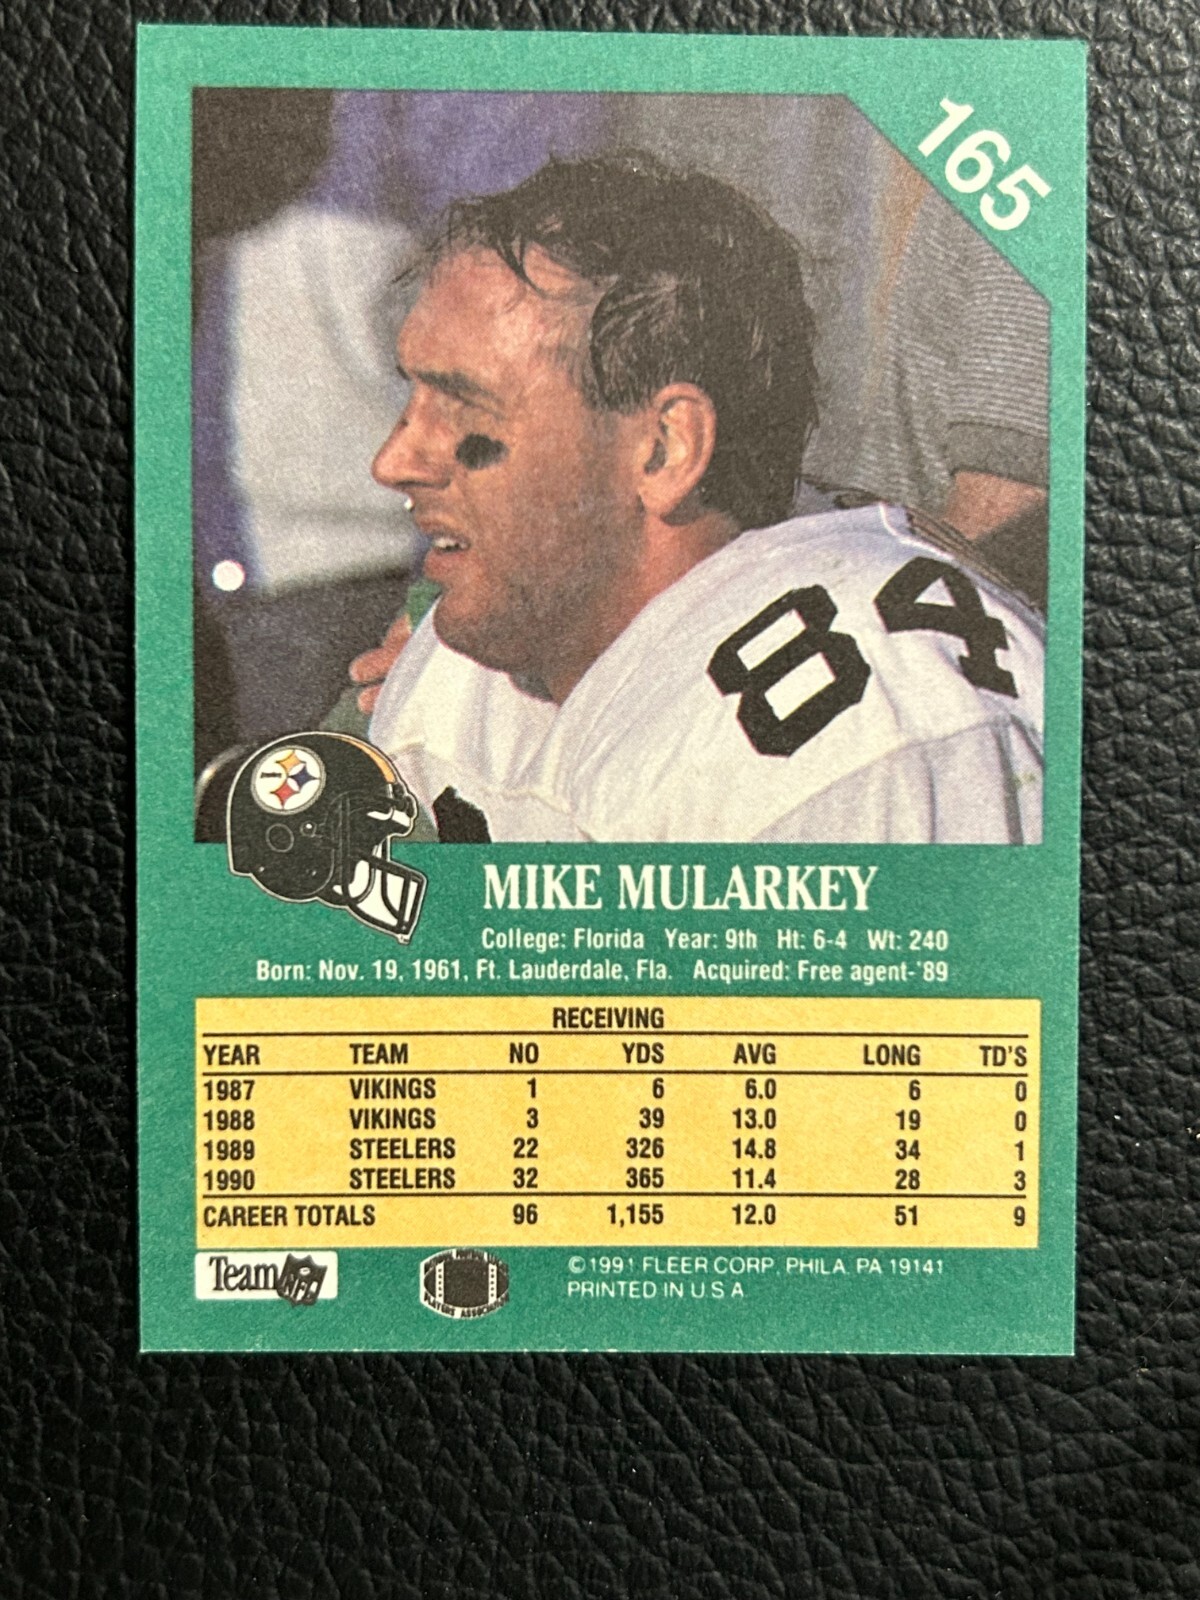 165
84
MIKE MULARKEY
College: Florida Year: 9th Ht: 6-4 Wt: 240
Born: Nov. 19, 1961, Ft. Lauderdale, Fla. Acquired: Free agent-'89
RECEIVING
YEAR TEAM NO YDS AVG LONG TD'S
1987 VIKINGS 1 6 6.0 6 0
1988 VIKINGS 3 39 13.0 19 0
1989 STEELERS 22 326 14.8 34 1
1990 STEELERS 32 365 11.4 28 3
CAREER TOTALS 96 1,155 12.0 51 9
Team NFL
©1991 FLEER CORP. PHILA. PA 19141
PRINTED IN U.S.A.